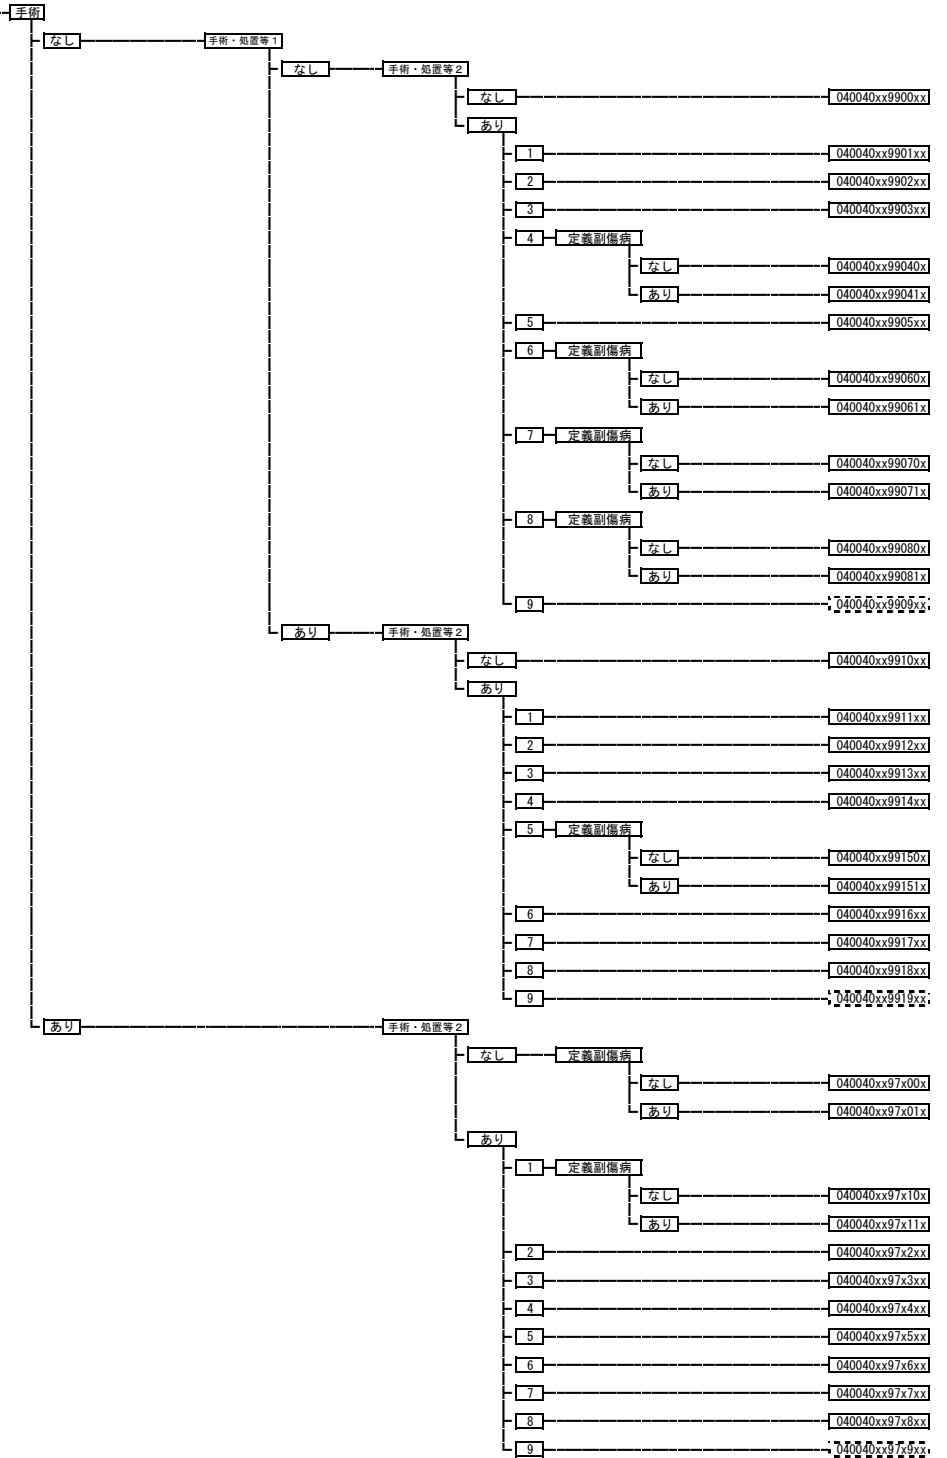 手術
なし 手術・処置等1
なし 手術・処置等2
なし 040040xx9900xx
あり
1 040040xx9901xx
2 040040xx9902xx
3 040040xx9903xx
4 定義副傷病
なし 040040xx99040x
あり 040040xx99041x
5 040040xx9905xx
6 定義副傷病
なし 040040xx99060x
あり 040040xx99061x
7 定義副傷病
なし 040040xx99070x
あり 040040xx99071x
8 定義副傷病
なし 040040xx99080x
あり 040040xx99081x
9 040040xx9909xx
あり 手術・処置等2
なし 040040xx9910xx
あり
1 040040xx9911xx
2 040040xx9912xx
3 040040xx9913xx
4 040040xx9914xx
5 定義副傷病
なし 040040xx99150x
あり 040040xx99151x
6 040040xx9916xx
7 040040xx9917xx
8 040040xx9918xx
9 040040xx9919xx
あり 手術・処置等2
なし 定義副傷病
なし 040040xx97x00x
あり 040040xx97x01x
あり
1 定義副傷病
なし 040040xx97x10x
あり 040040xx97x11x
2 040040xx97x2xx
3 040040xx97x3xx
4 040040xx97x4xx
5 040040xx97x5xx
6 040040xx97x6xx
7 040040xx97x7xx
8 040040xx97x8xx
9 040040xx97x9xx